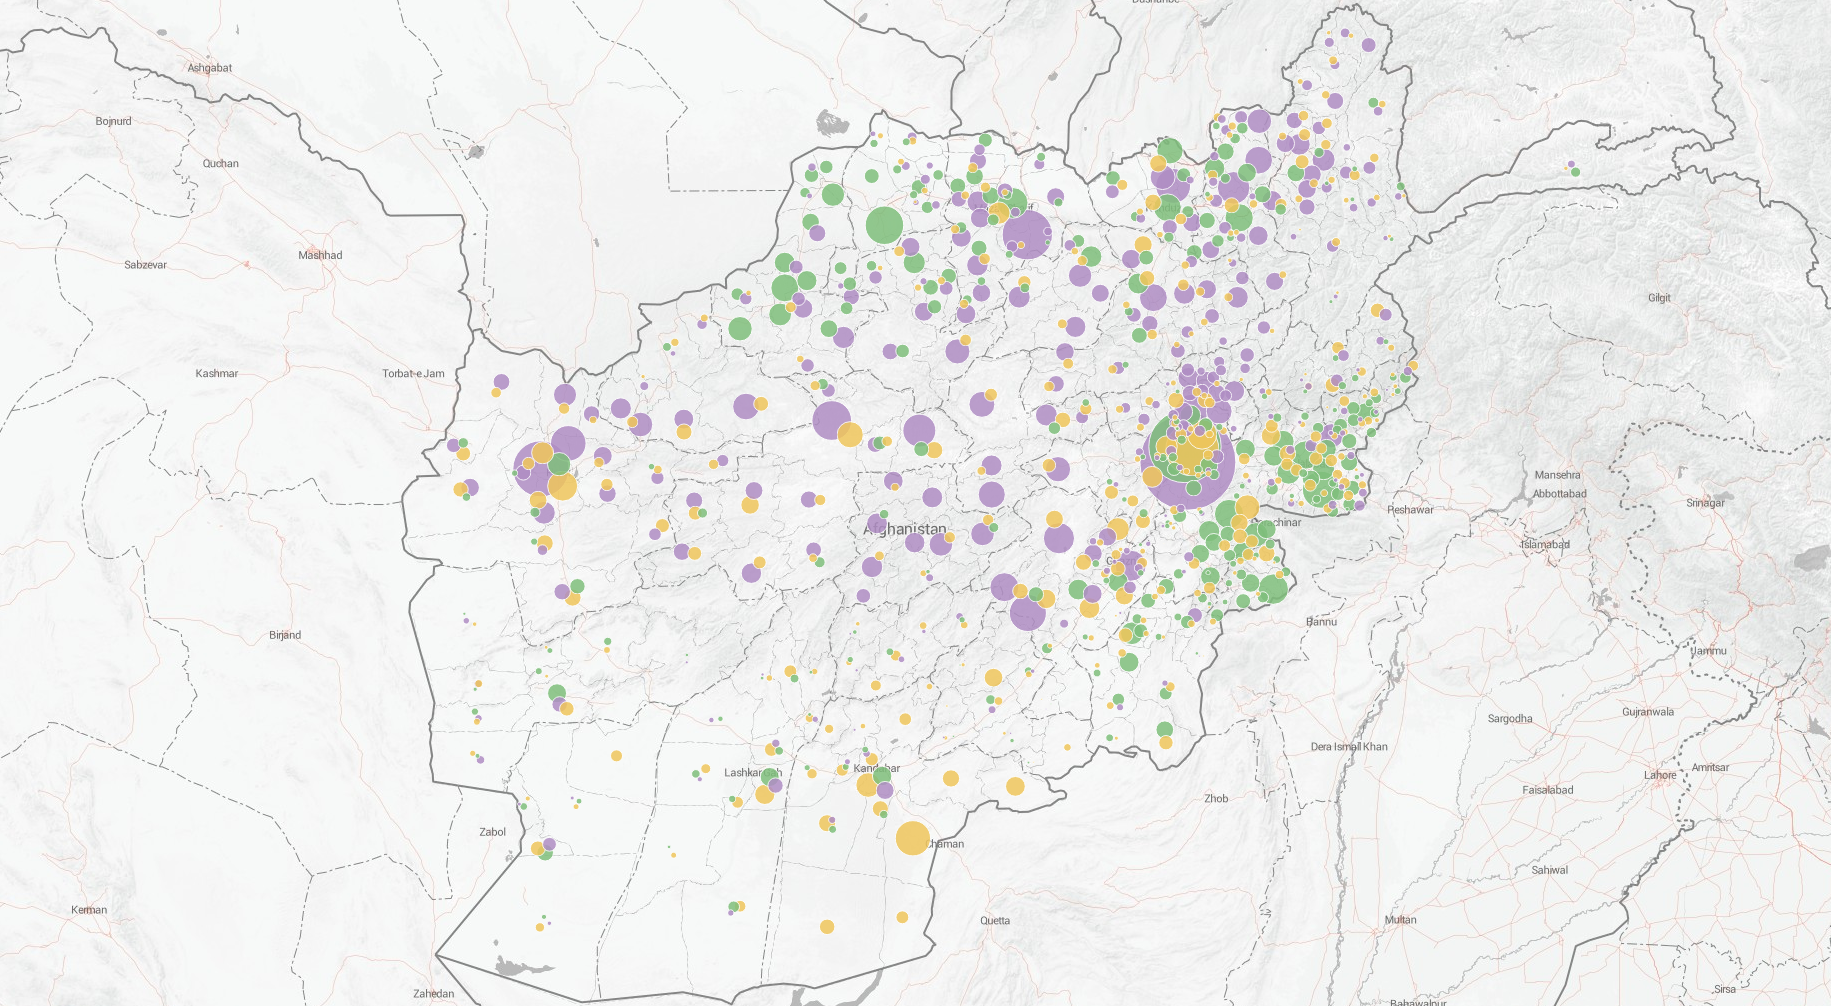 Dushanbe
Ashgabat
Bojnurd
Quchan
Mashhad
Sabzevar
Gilgit
Kashmar
Torbat-e Jam
Mansehra
Abbottabad
Srinagar
Peshawar
Afghanistan
Islamabad
Bannu
Birjand
Jammu
Sargodha
Gujranwala
Dera Ismail Khan
Lashkar Gah
Kandahar
Lahore
Amritsar
Faisalabad
Zhob
Zabol
Chaman
Sahiwal
Kerman
Quetta
Multan
Zahedan
Sirsa
Bahawalpur